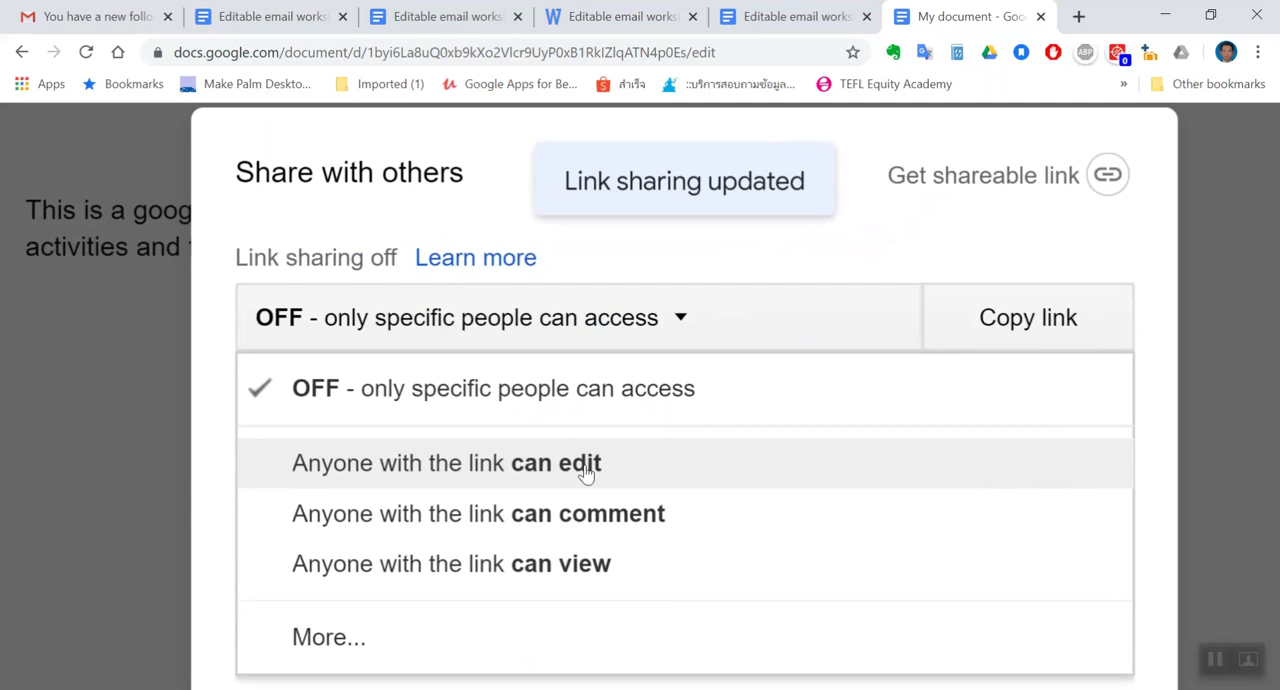 You have a new follo
Editable email works
Editable email works
Editable email works
Editable email works
My document - Goo
docs.google.com/document/d/1byi6La8uQ0xb9kXo2Vlcr9UyP0xB1RkIZlqATN4p0Es/edit
ABP
0
Apps
Bookmarks
Make Palm Deskto...
Imported (1)
Google Apps for Be...
สำเร็จ
::บริการสอบถามข้อมูล...
TEFL Equity Academy
»
Other bookmarks
This is a goog
activities and f
Share with others
Link sharing updated
Get shareable link
Link sharing off Learn more
OFF - only specific people can access
Copy link
OFF - only specific people can access
Anyone with the link can edit
Anyone with the link can comment
Anyone with the link can view
More...